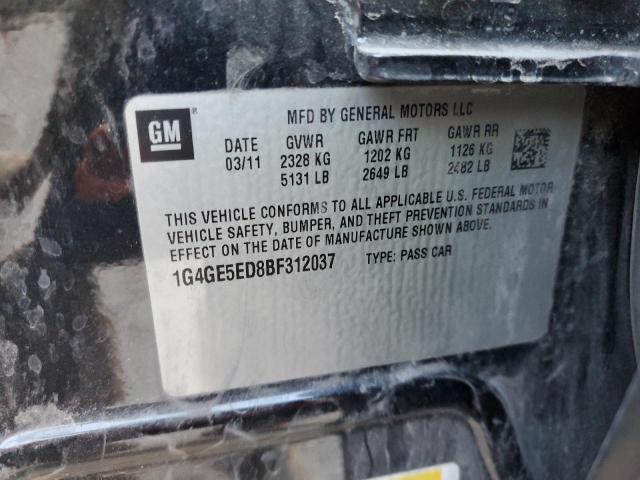 GM
MFD BY GENERAL MOTORS LLC
DATE GVWR GAWR FRT GAWR RR
03/11 2328 KG 1202 KG 1126 KG
5131 LB 2649 LB 2482 LB
THIS VEHICLE CONFORMS TO ALL APPLICABLE U.S. FEDERAL MOTOR
VEHICLE SAFETY, BUMPER, AND THEFT PREVENTION STANDARDS IN
EFFECT ON THE DATE OF MANUFACTURE SHOWN ABOVE.
1G4GE5ED8BF312037 TYPE: PASS CAR